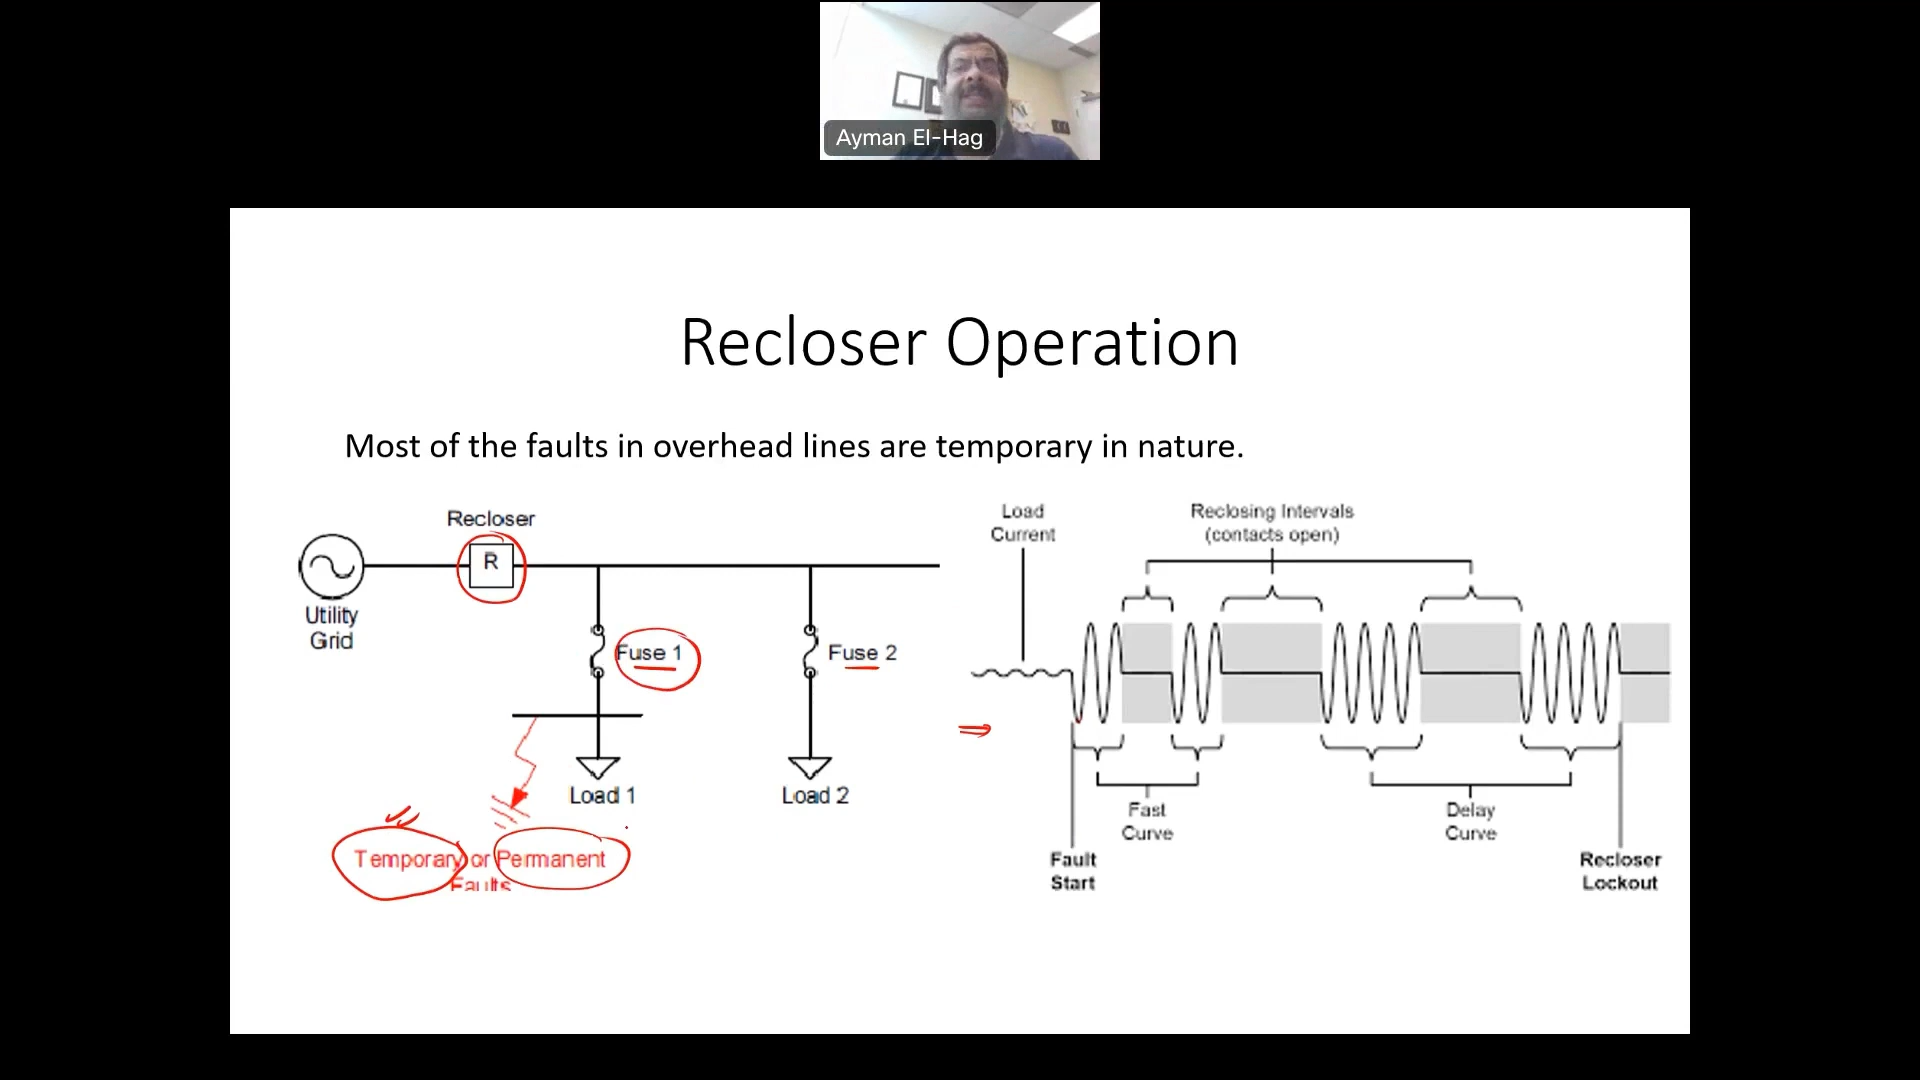 Ayman El-Hag
Recloser Operation
Most of the faults in overhead lines are temporary in nature.
Recloser
R
Utility
Grid
Fuse 1
Fuse 2
Load 1
Load 2
Temporary or Permanent
Faults
Load
Current
Reclosing Intervals
(contacts open)
Fast
Curve
Delay
Curve
Fault
Start
Recloser
Lockout